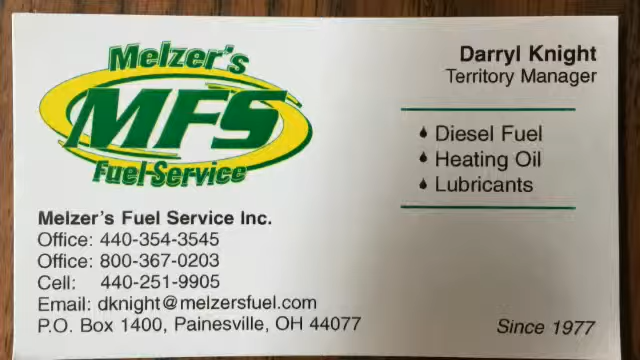 Melzer's
MFS
Fuel Service
Darryl Knight
Territory Manager
Diesel Fuel
Heating Oil
Lubricants
Melzer's Fuel Service Inc.
Office: 440-354-3545
Office: 800-367-0203
Cell: 440-251-9905
Email: dknight@melzersfuel.com
P.O. Box 1400, Painesville, OH 44077
Since 1977